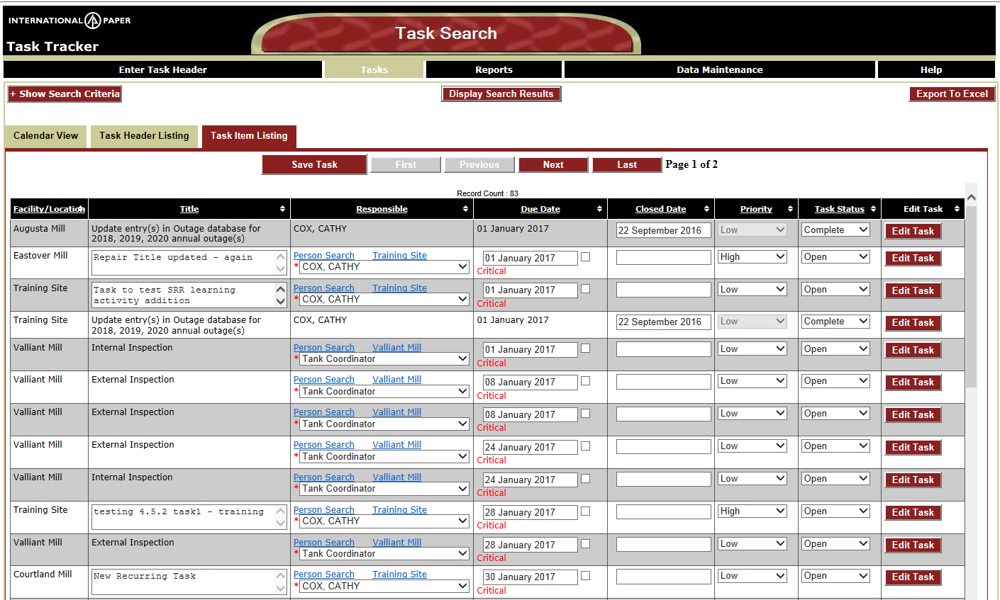 INTERNATIONAL PAPER
Task Tracker
Task Search
Enter Task Header Tasks Reports Data Maintenance Help
+ Show Search Criteria Display Search Results Export To Excel
Calendar View Task Header Listing Task Item Listing
Save Task First Previous Next Last Page 1 of 2
Record Count : 83
Facility/Location Title Responsible Due Date Closed Date Priority Task Status Edit Task
Augusta Mill Update entry(s) in Outage database for COX, CATHY 01 January 2017 22 September 2016 Low Complete Edit Task
2018, 2019, 2020 annual outage(s)
Eastover Mill Repair Title updated - again Person Search Training Site 01 January 2017 High Open Edit Task
* COX, CATHY Critical
Training Site Task to test SRR learning Person Search Training Site 01 January 2017 Low Open Edit Task
activity addition * COX, CATHY Critical
Training Site Update entry(s) in Outage database for COX, CATHY 01 January 2017 22 September 2016 Low Complete Edit Task
2018, 2019, 2020 annual outage(s)
Valliant Mill Internal Inspection Person Search Valliant Mill 01 January 2017 Low Open Edit Task
* Tank Coordinator Critical
Valliant Mill External Inspection Person Search Valliant Mill 08 January 2017 Low Open Edit Task
* Tank Coordinator Critical
Valliant Mill External Inspection Person Search Valliant Mill 08 January 2017 Low Open Edit Task
* Tank Coordinator Critical
Valliant Mill External Inspection Person Search Valliant Mill 24 January 2017 Low Open Edit Task
* Tank Coordinator Critical
Valliant Mill Internal Inspection Person Search Valliant Mill 24 January 2017 Low Open Edit Task
* Tank Coordinator Critical
Training Site testing 4.5.2 task1 - training Person Search Training Site 28 January 2017 High Open Edit Task
* COX, CATHY Critical
Valliant Mill External Inspection Person Search Valliant Mill 28 January 2017 Low Open Edit Task
* Tank Coordinator Critical
Courtland Mill New Recurring Task Person Search Training Site 30 January 2017 Low Open Edit Task
* COX, CATHY Critical